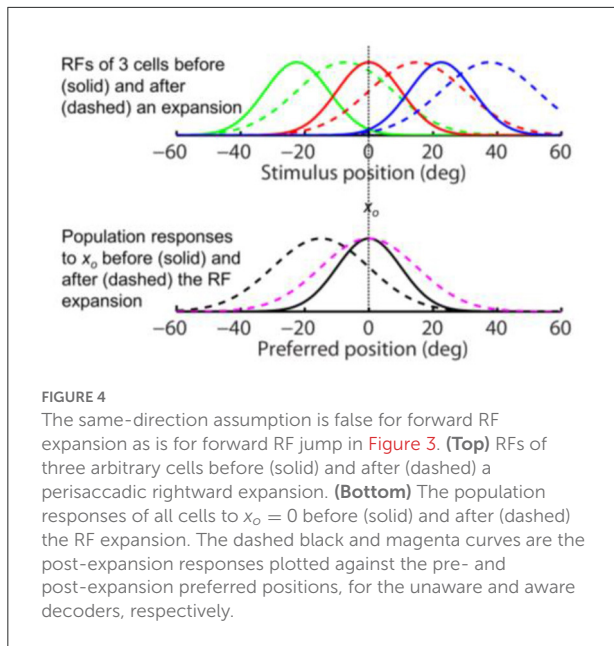 RFs of 3 cells before
(solid) and after
(dashed) an expansion
−60 −40 −20 0 20 40 60
Stimulus position (deg)
xo
Population responses
to xo before (solid) and
after (dashed) the RF
expansion
−60 −40 −20 0 20 40 60
Preferred position (deg)
FIGURE 4
The same-direction assumption is false for forward RF
expansion as is for forward RF jump in Figure 3. (Top) RFs of
three arbitrary cells before (solid) and after (dashed) a
perisaccadic rightward expansion. (Bottom) The population
responses of all cells to xo = 0 before (solid) and after (dashed)
the RF expansion. The dashed black and magenta curves are the
post-expansion responses plotted against the pre- and
post-expansion preferred positions, for the unaware and aware
decoders, respectively.